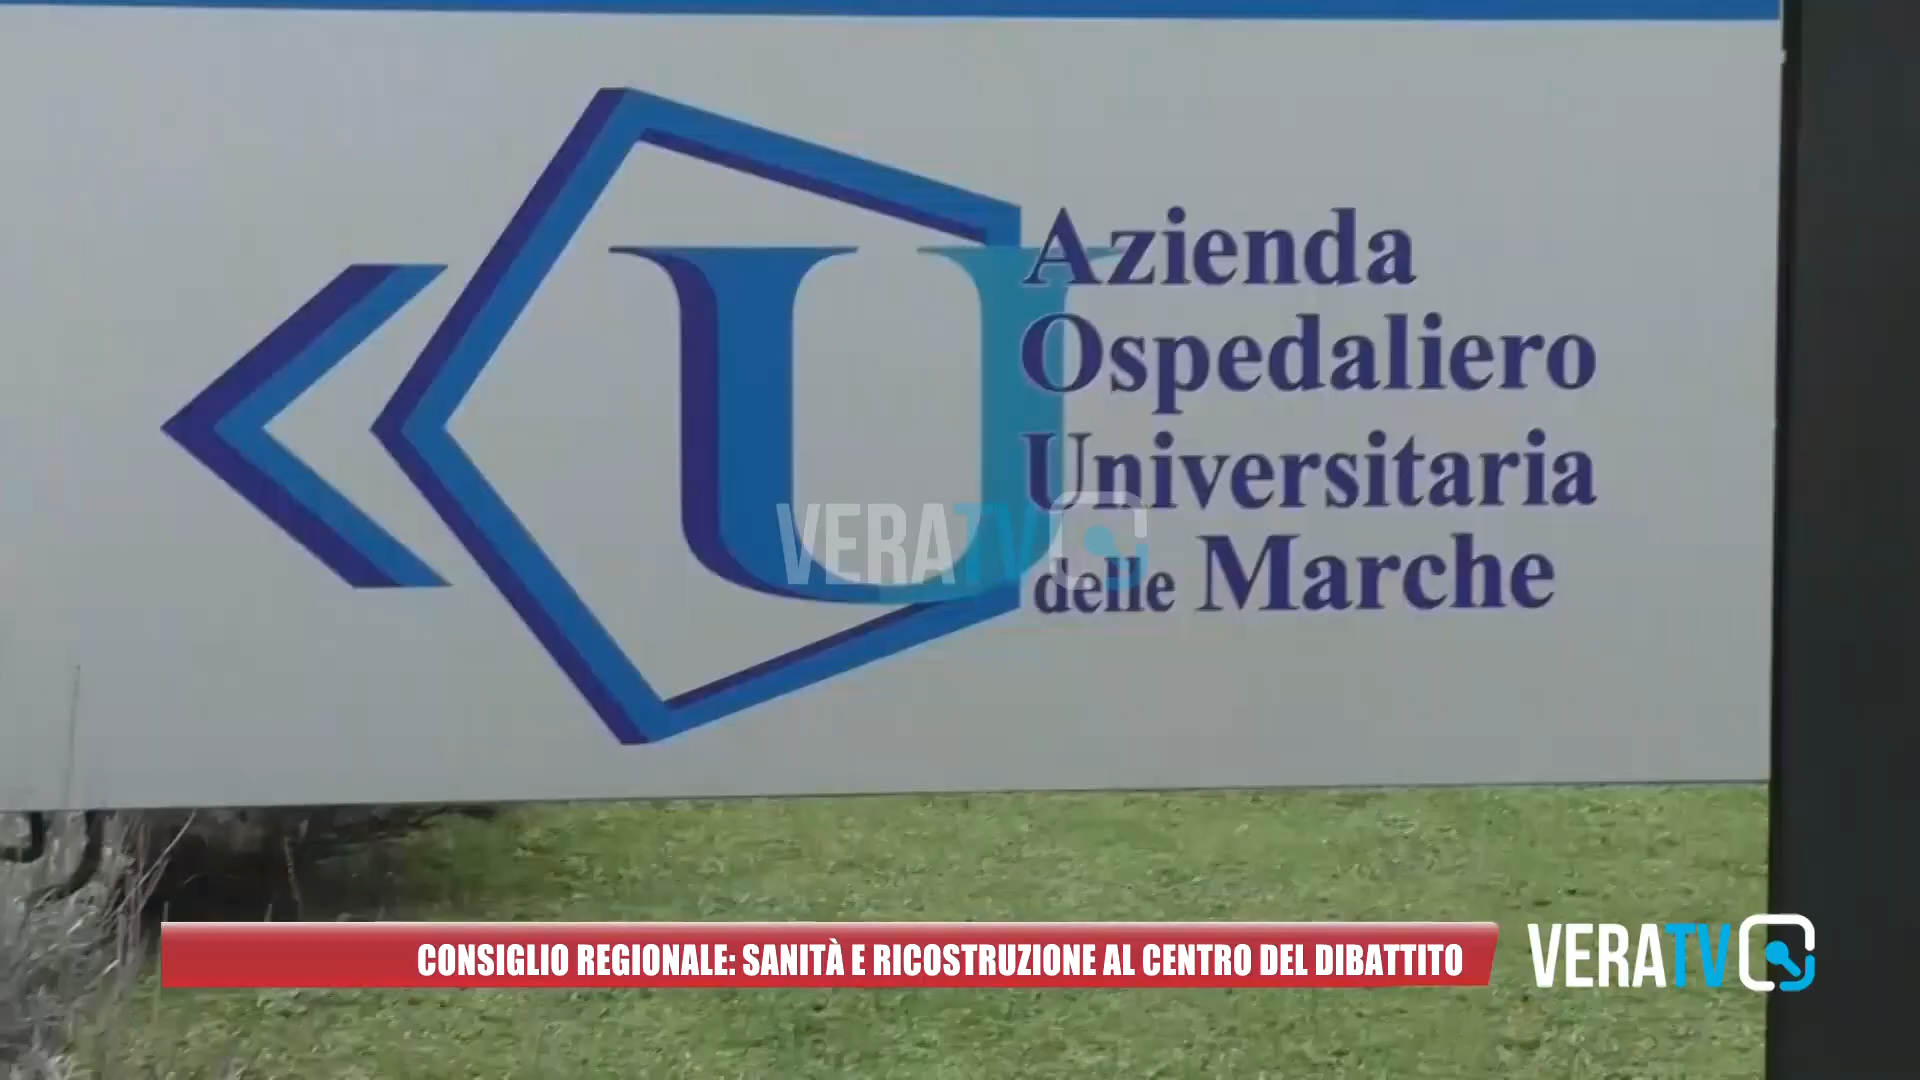 U
Azienda
Ospedaliero
Universitaria
delle Marche
VERATV
CONSIGLIO REGIONALE: SANITÀ E RICOSTRUZIONE AL CENTRO DEL DIBATTITO
VERATV